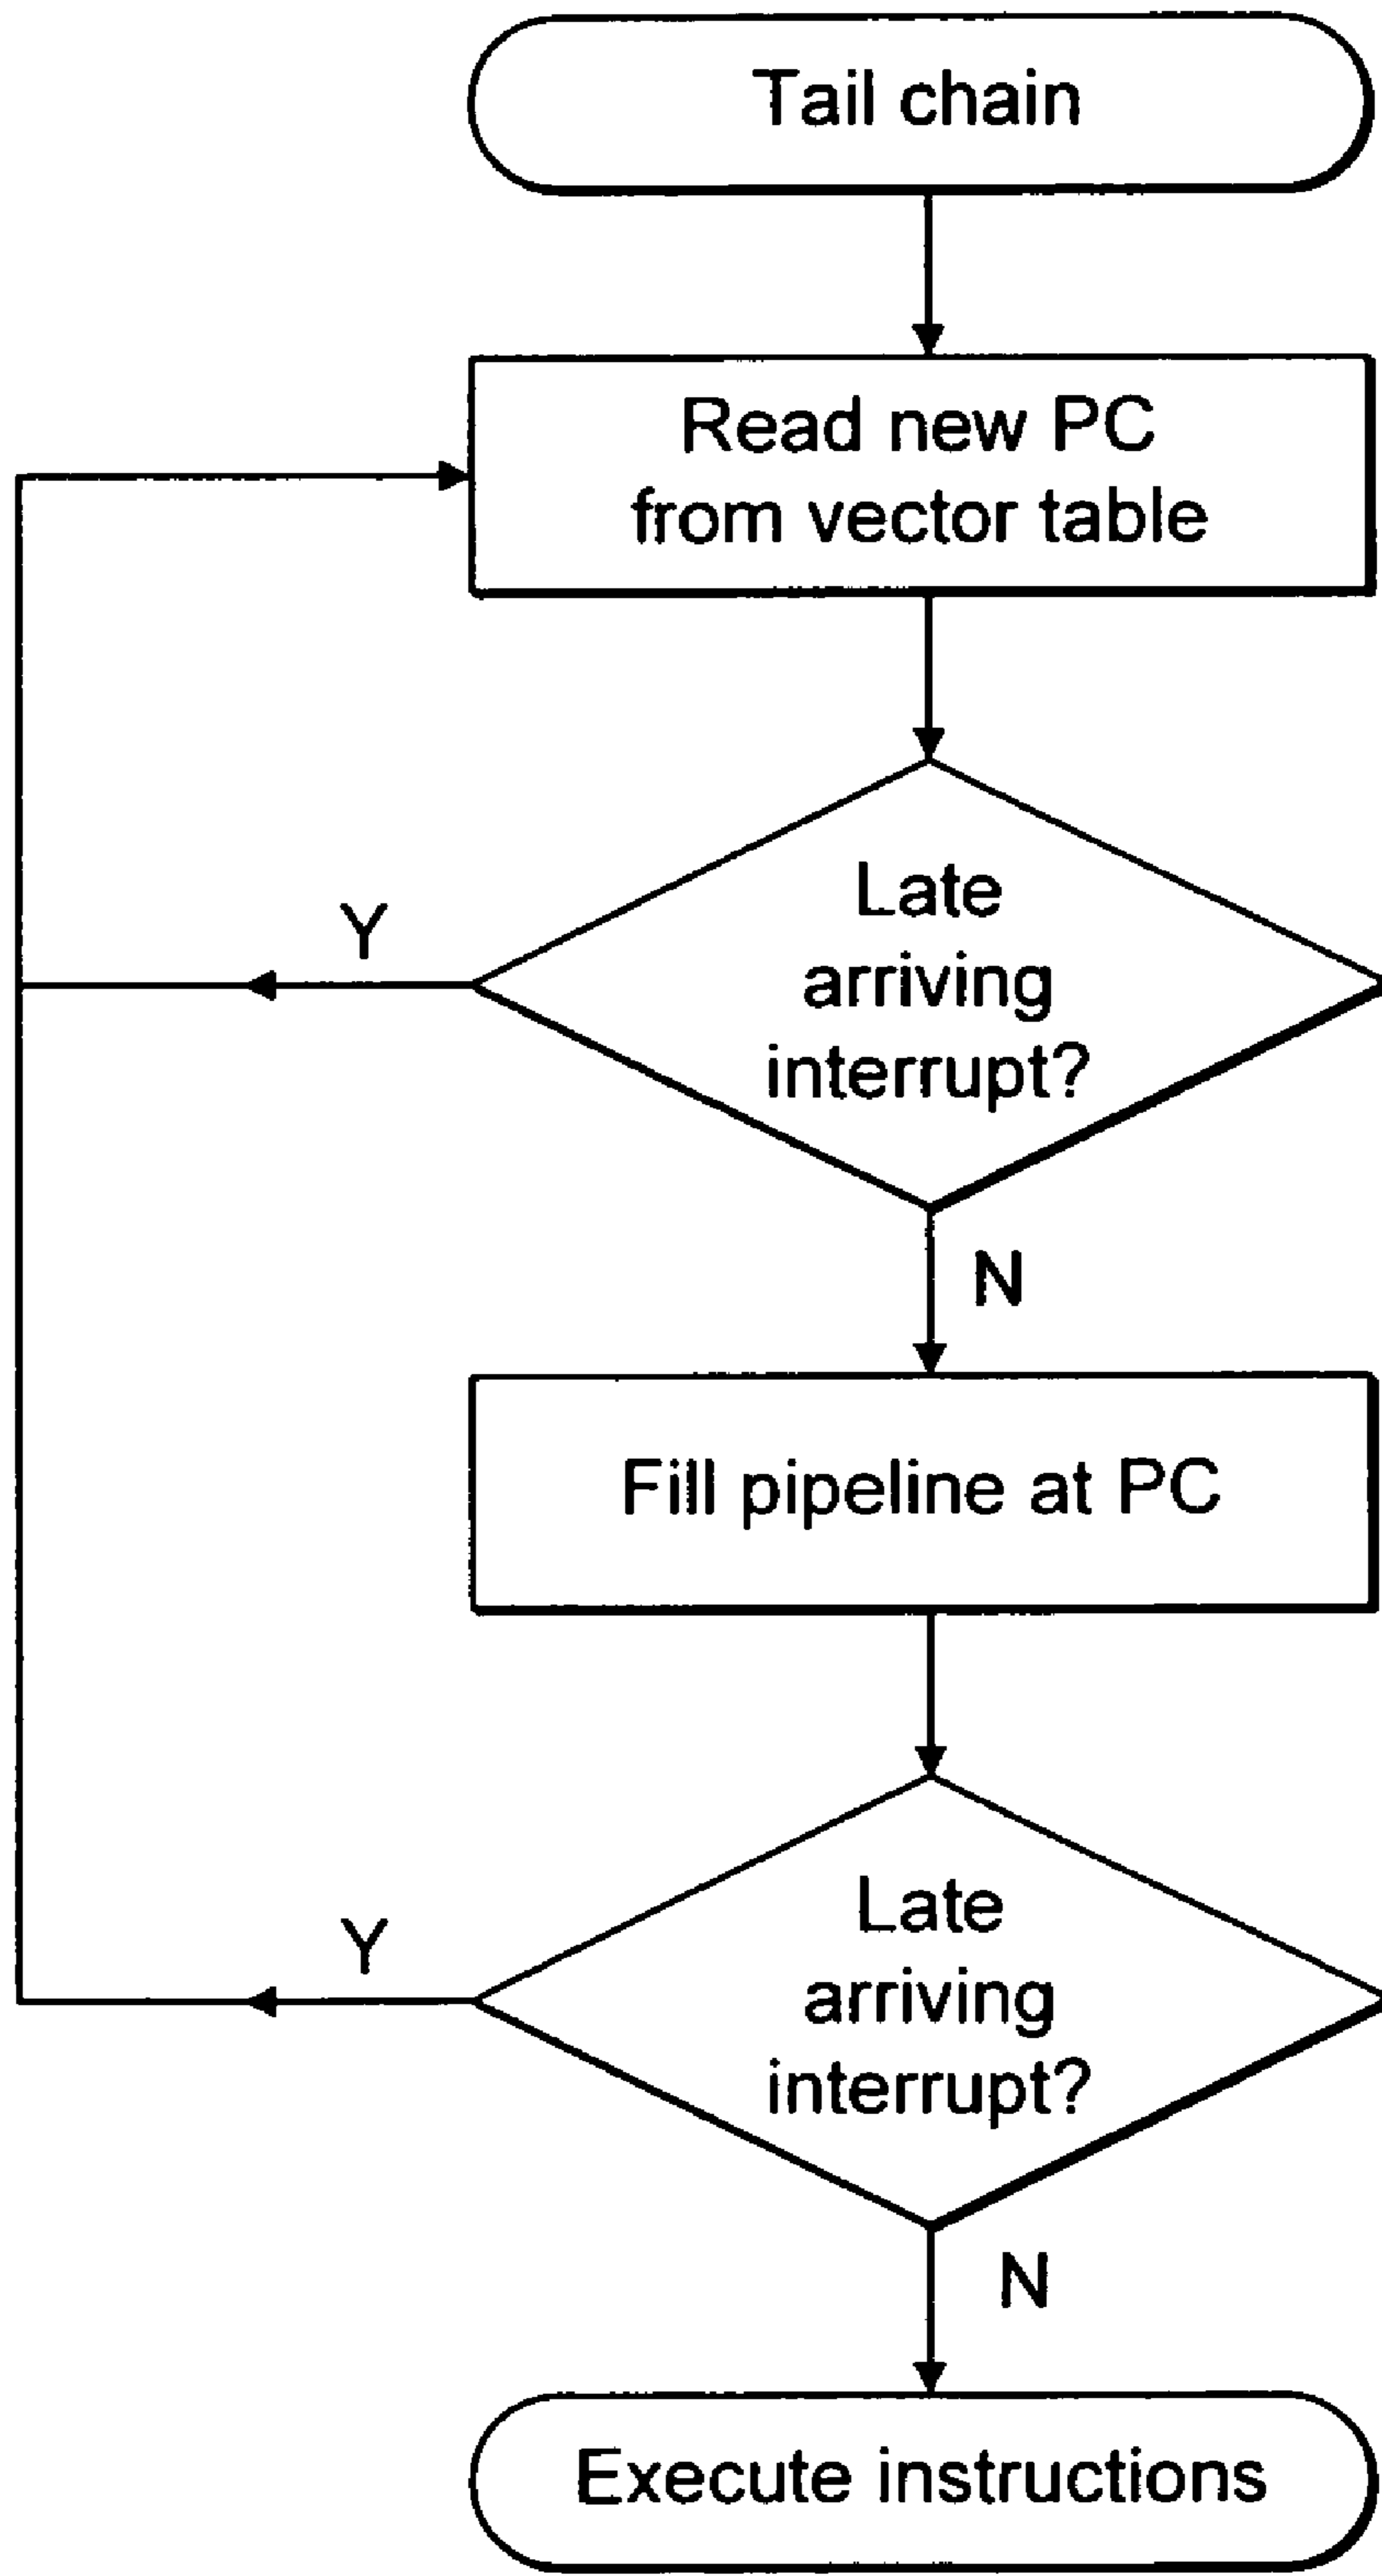 Tail chain
Read new PC
from vector table
Late
arriving
interrupt?
Y
N
Fill pipeline at PC
Late
arriving
interrupt?
Y
N
Execute instructions